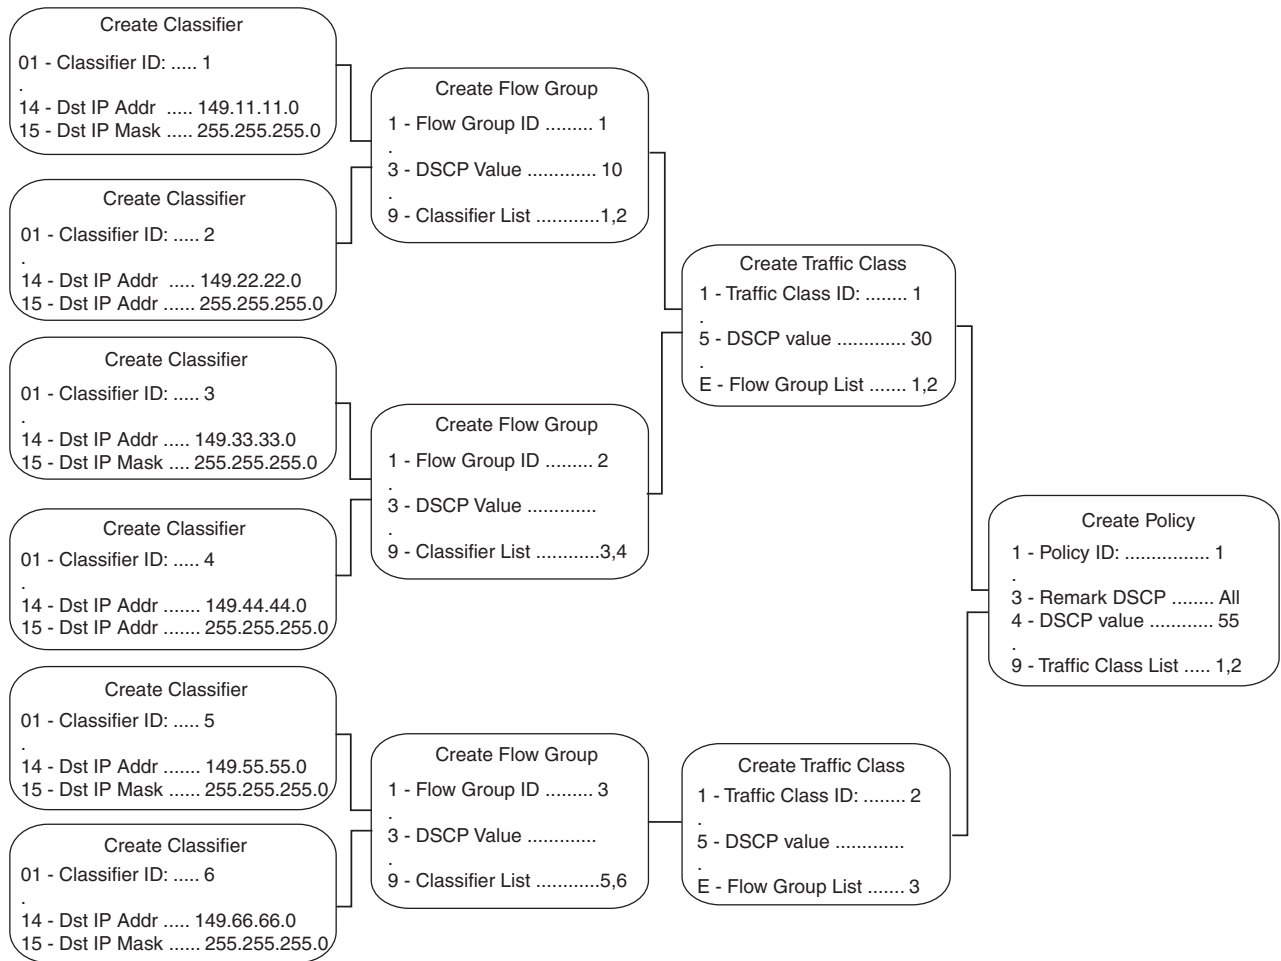 Create Classifier
01 - Classifier ID: ..... 1
.
14 - Dst IP Addr ..... 149.11.11.0
15 - Dst IP Mask ..... 255.255.255.0
Create Classifier
01 - Classifier ID: ..... 2
.
14 - Dst IP Addr ..... 149.22.22.0
15 - Dst IP Addr ...... 255.255.255.0
Create Classifier
01 - Classifier ID: ..... 3
.
14 - Dst IP Addr ..... 149.33.33.0
15 - Dst IP Mask .... 255.255.255.0
Create Classifier
01 - Classifier ID: ..... 4
.
14 - Dst IP Addr ....... 149.44.44.0
15 - Dst IP Addr ...... 255.255.255.0
Create Classifier
01 - Classifier ID: ..... 5
.
14 - Dst IP Addr ....... 149.55.55.0
15 - Dst IP Mask ...... 255.255.255.0
Create Classifier
01 - Classifier ID: ..... 6
.
14 - Dst IP Addr ..... 149.66.66.0
15 - Dst IP Mask ...... 255.255.255.0
Create Flow Group
1 - Flow Group ID ......... 1
.
3 - DSCP Value ............. 10
.
9 - Classifier List ............1,2
Create Flow Group
1 - Flow Group ID ......... 2
.
3 - DSCP Value .............
.
9 - Classifier List ............3,4
Create Flow Group
1 - Flow Group ID ......... 3
.
3 - DSCP Value .............
.
9 - Classifier List ............5,6
Create Traffic Class
1 - Traffic Class ID: ........ 1
.
5 - DSCP value ............. 30
.
E - Flow Group List ....... 1,2
Create Traffic Class
1 - Traffic Class ID: ........ 2
.
5 - DSCP value .............
.
E - Flow Group List ....... 3
Create Policy
1 - Policy ID: ................ 1
.
3 - Remark DSCP ........ All
4 - DSCP value ............ 55
.
9 - Traffic Class List ..... 1,2